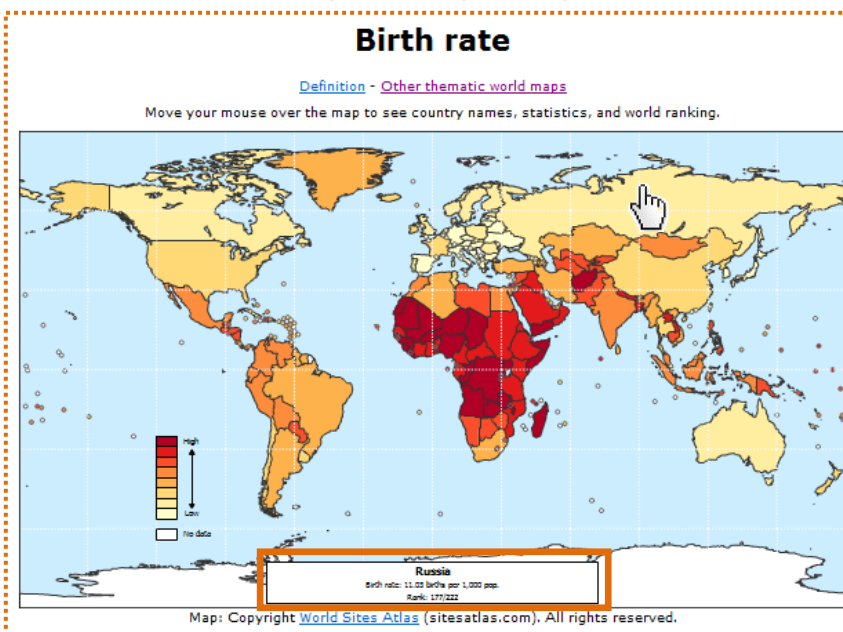 Birth rate
Definition - Other thematic world maps
Move your mouse over the map to see country names, statistics, and world ranking.
High
Low
No data
Russia
Birth rate: 11.03 births per 1,000 pop.
Rank: 177/222
Map: Copyright World Sites Atlas (sitesatlas.com). All rights reserved.